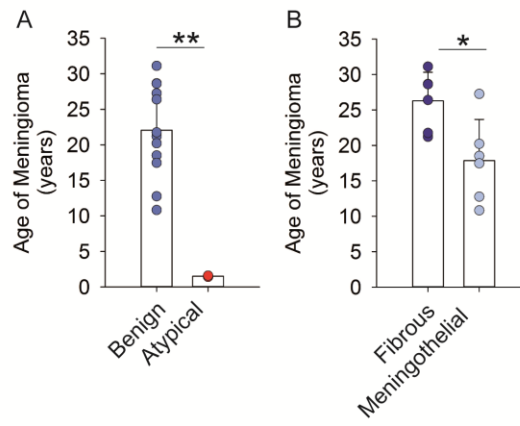 A
Age of Meningioma
(years)
35
30
25
20
15
10
5
0
**
Benign
Atypical
B
Age of Meningioma
(years)
35
30
25
20
15
10
5
0
*
Fibrous
Meningothelial